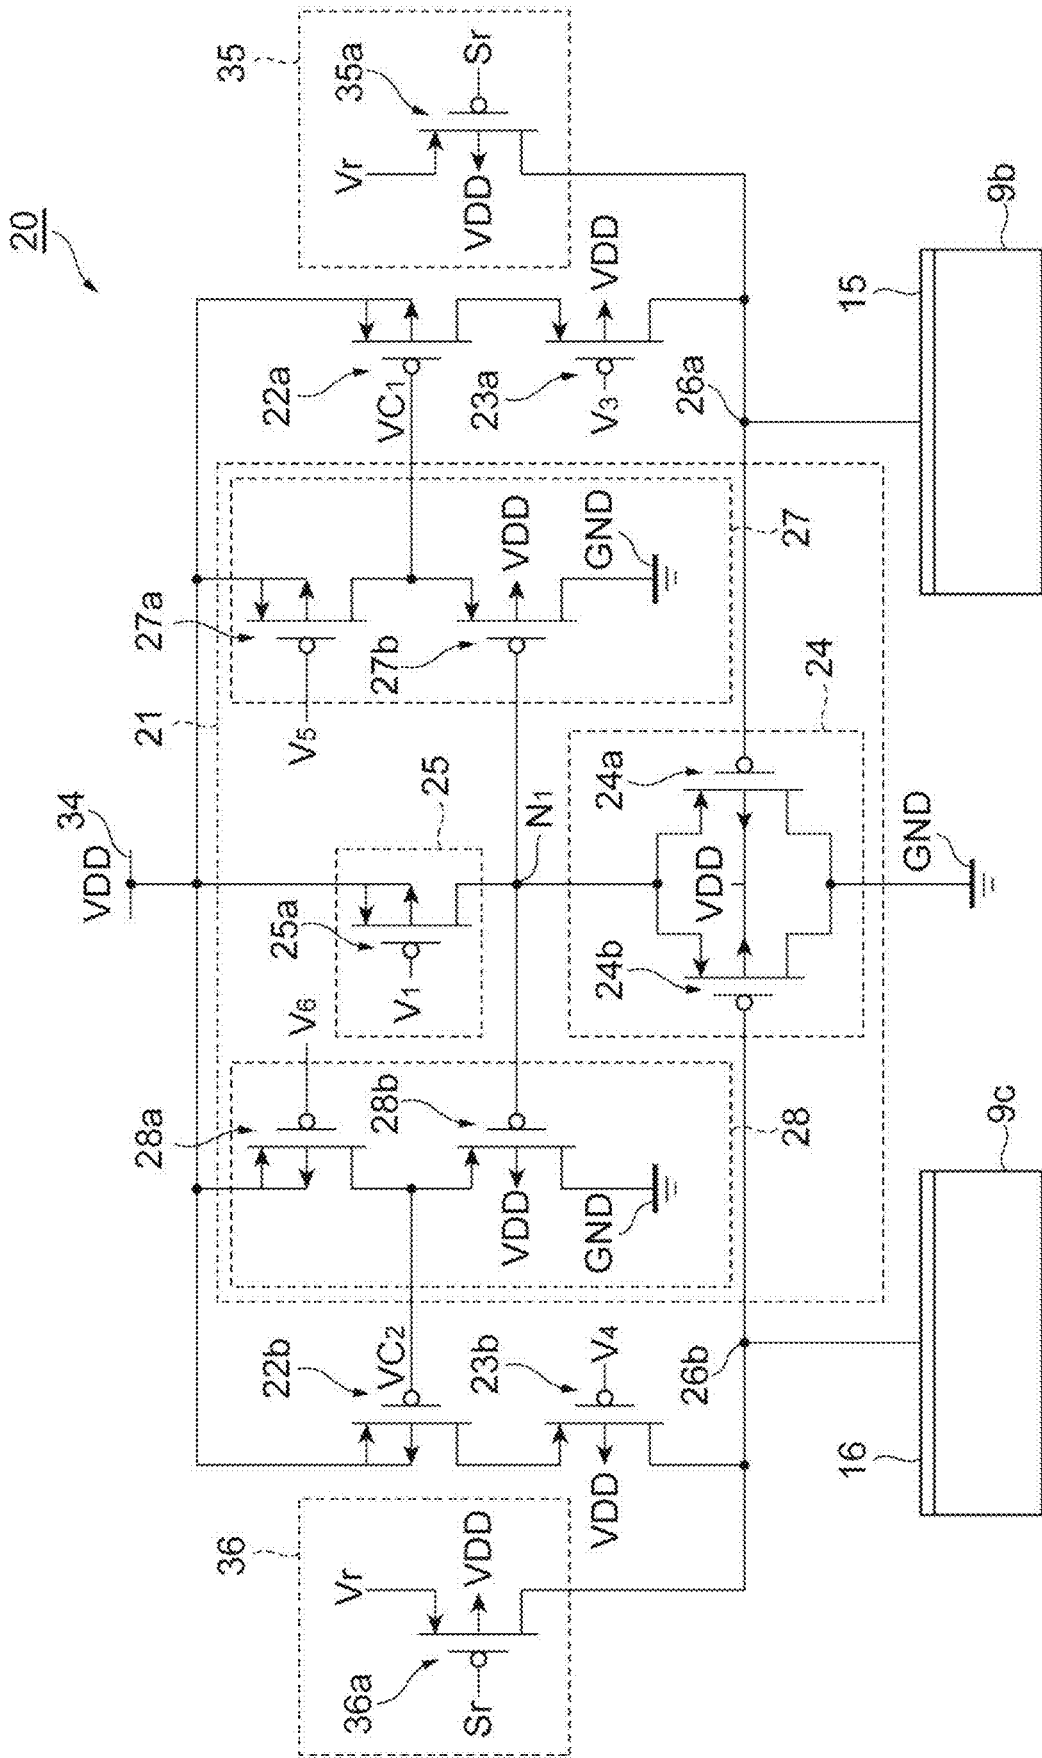 20
VDD
34
36
Vr
VDD
36a
Sr
22b
VC2
23b
V4
VDD
26b
16
9c
28a
V6
28b
VDD
GND
28
21
25
25a
V1
N1
24
24b
24a
VDD
GND
27a
V5
27b
VDD
GND
27
22a
VC1
23a
V3
VDD
26a
15
9b
35
Vr
35a
Sr
VDD